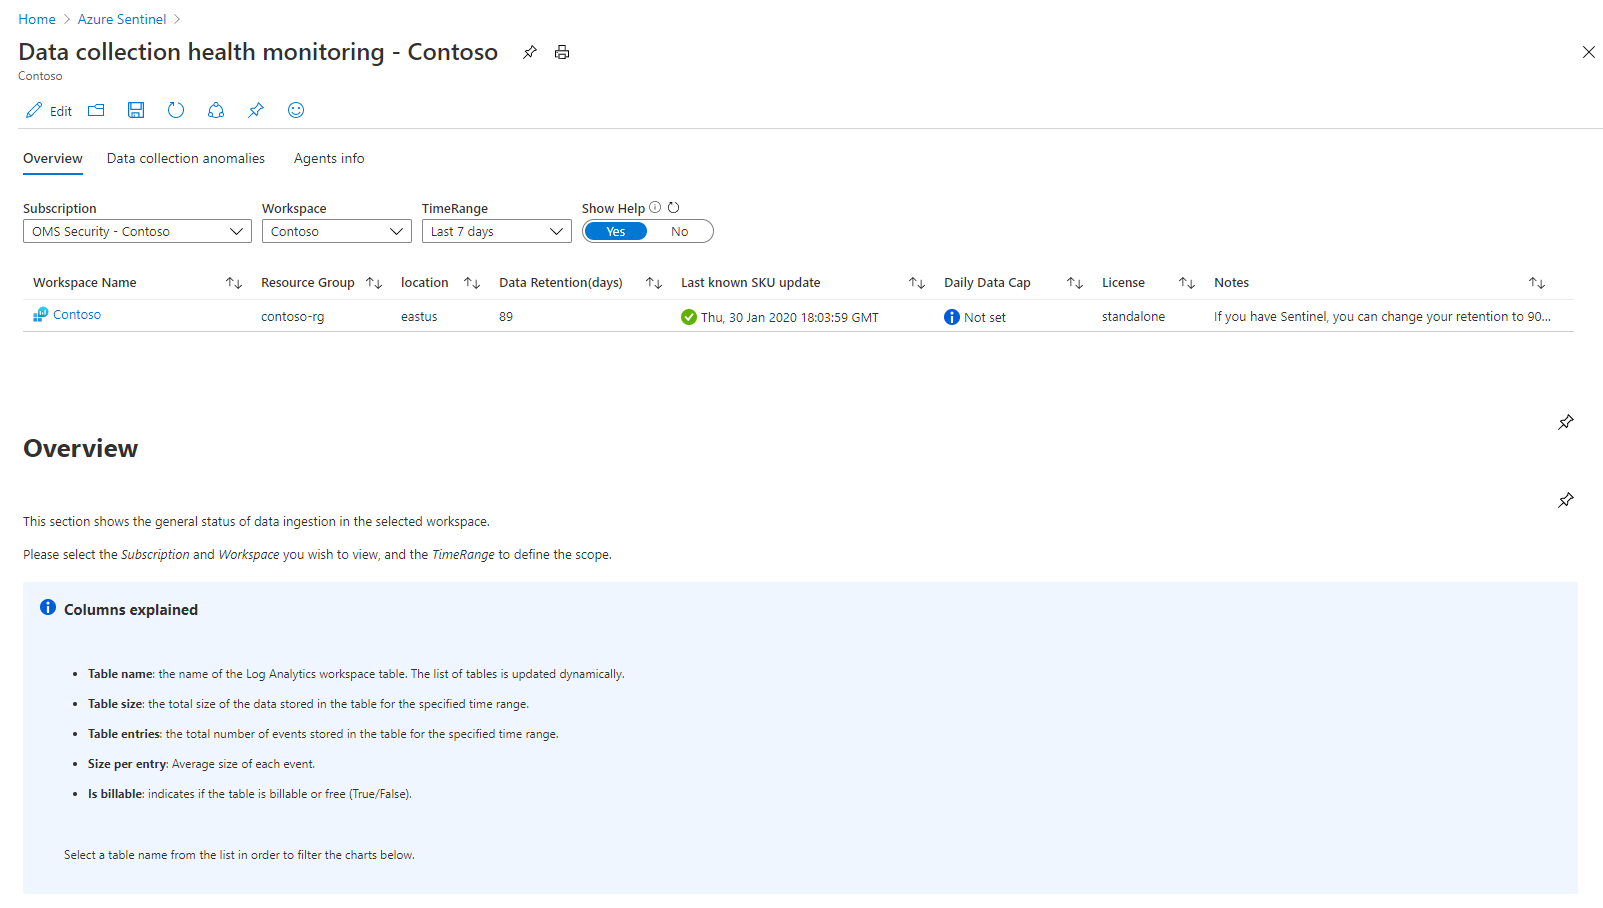 Home > Azure Sentinel >
Data collection health monitoring - Contoso
Contoso
Edit
Overview Data collection anomalies Agents info
Subscription Workspace TimeRange Show Help
OMS Security - Contoso Contoso Last 7 days Yes No
Workspace Name Resource Group location Data Retention(days) Last known SKU update Daily Data Cap License Notes
Contoso contoso-rg eastus 89 Thu, 30 Jan 2020 18:03:59 GMT Not set standalone If you have Sentinel, you can change your retention to 90...
Overview
This section shows the general status of data ingestion in the selected workspace.
Please select the Subscription and Workspace you wish to view, and the TimeRange to define the scope.
Columns explained
• Table name: the name of the Log Analytics workspace table. The list of tables is updated dynamically.
• Table size: the total size of the data stored in the table for the specified time range.
• Table entries: the total number of events stored in the table for the specified time range.
• Size per entry: Average size of each event.
• Is billable: indicates if the table is billable or free (True/False).
Select a table name from the list in order to filter the charts below.